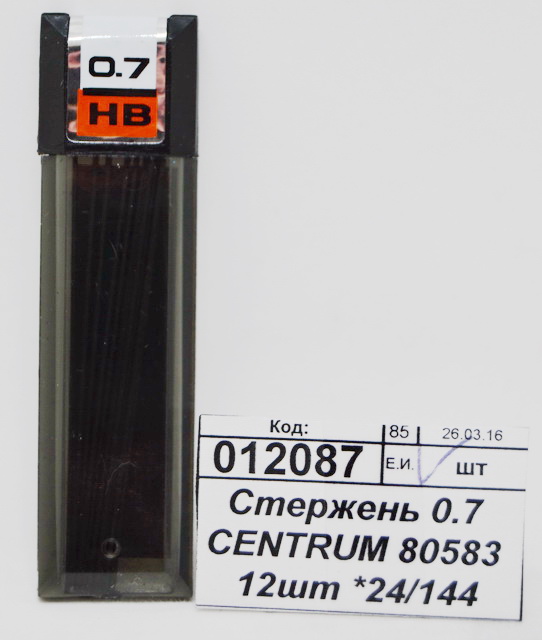 0.7
HB
Код: 85 26.03.16
012087 Е.И. шт
Стержень 0.7
CENTRUM 80583
12шт *24/144